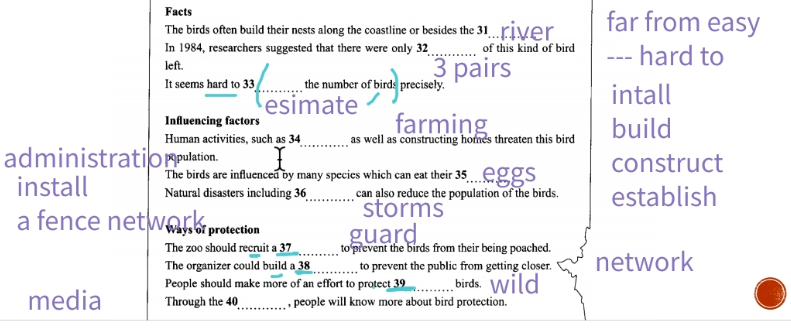 Facts
The birds often build their nests along the coastline or besides the 31............ river
In 1984, researchers suggested that there were only 32............ of this kind of bird
left.
3 pairs
It seems hard to 33............ the number of birds precisely.
esimate
Influencing factors
farming
Human activities, such as 34............ as well as constructing homes threaten this bird
population.
The birds are influenced by many species which can eat their 35............ eggs
Natural disasters including 36............ can also reduce the population of the birds.
storms
Ways of protection
guard
The zoo should recruit a 37............ to prevent the birds from their being poached.
The organizer could build a 38............ to prevent the public from getting closer.
People should make more of an effort to protect 39............ birds.
wild
Through the 40............, people will know more about bird protection.
administration
install
a fence network
media
far from easy
--- hard to
intall
build
construct
establish
network